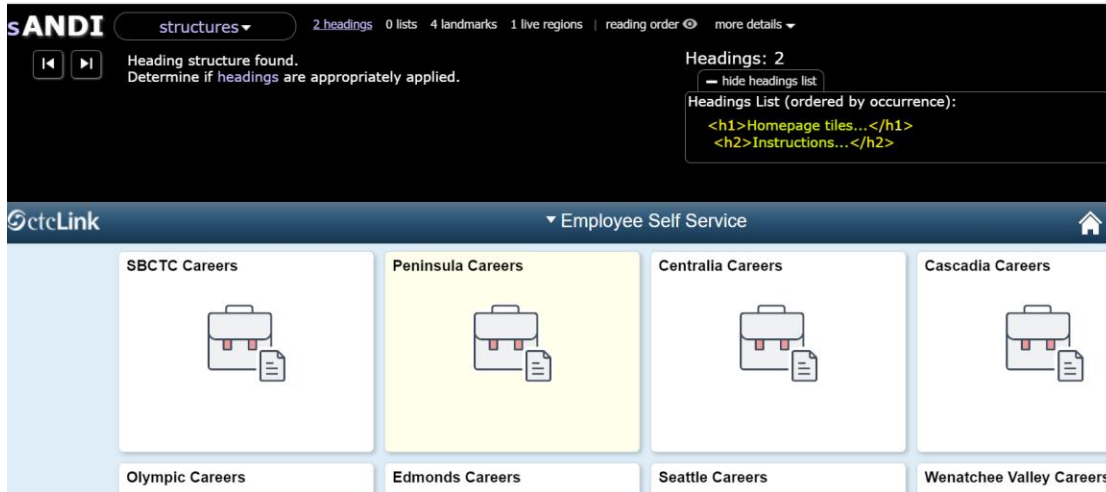 sANDI structures 2 headings 0 lists 4 landmarks 1 live regions | reading order more details
Heading structure found.
Determine if headings are appropriately applied.
Headings: 2
hide headings list
Headings List (ordered by occurrence):
<h1>Homepage tiles...</h1>
<h2>Instructions...</h2>
ctcLink Employee Self Service
SBCTC Careers Peninsula Careers Centralia Careers Cascadia Careers
Olympic Careers Edmonds Careers Seattle Careers Wenatchee Valley Careers